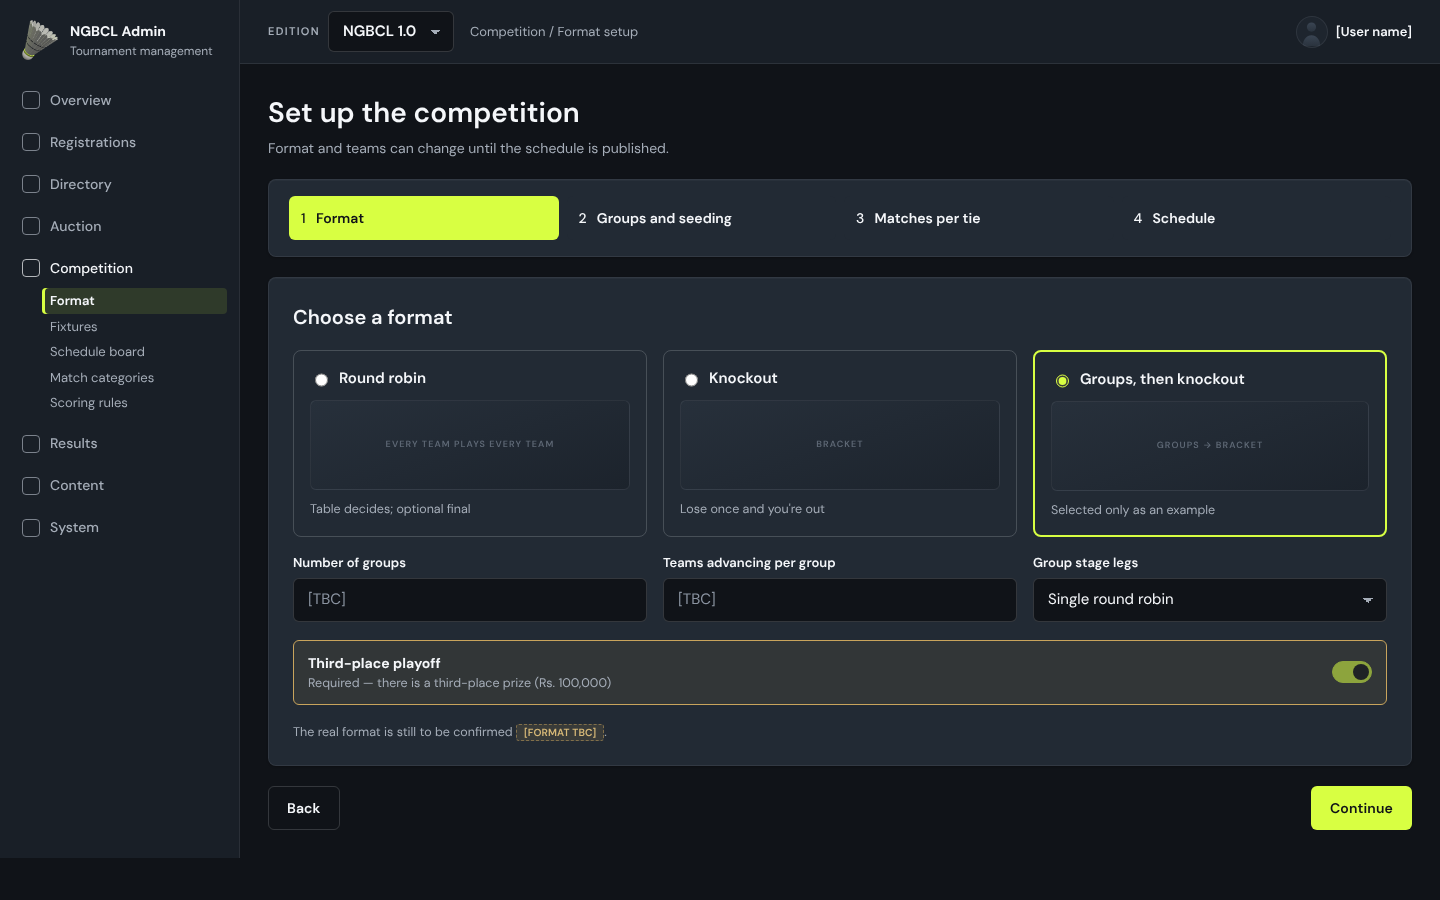 NGBCL Admin
Tournament management
EDITION
NGBCL 1.0
Competition / Format setup
[User name]
Overview
Registrations
Directory
Auction
Competition
Format
Fixtures
Schedule board
Match categories
Scoring rules
Results
Content
System
Set up the competition
Format and teams can change until the schedule is published.
1 Format
2 Groups and seeding
3 Matches per tie
4 Schedule
Choose a format
Round robin
EVERY TEAM PLAYS EVERY TEAM
Table decides; optional final
Knockout
BRACKET
Lose once and you're out
Groups, then knockout
GROUPS → BRACKET
Selected only as an example
Number of groups
[TBC]
Teams advancing per group
[TBC]
Group stage legs
Single round robin
Third-place playoff
Required — there is a third-place prize (Rs. 100,000)
The real format is still to be confirmed [FORMAT TBC].
Back
Continue